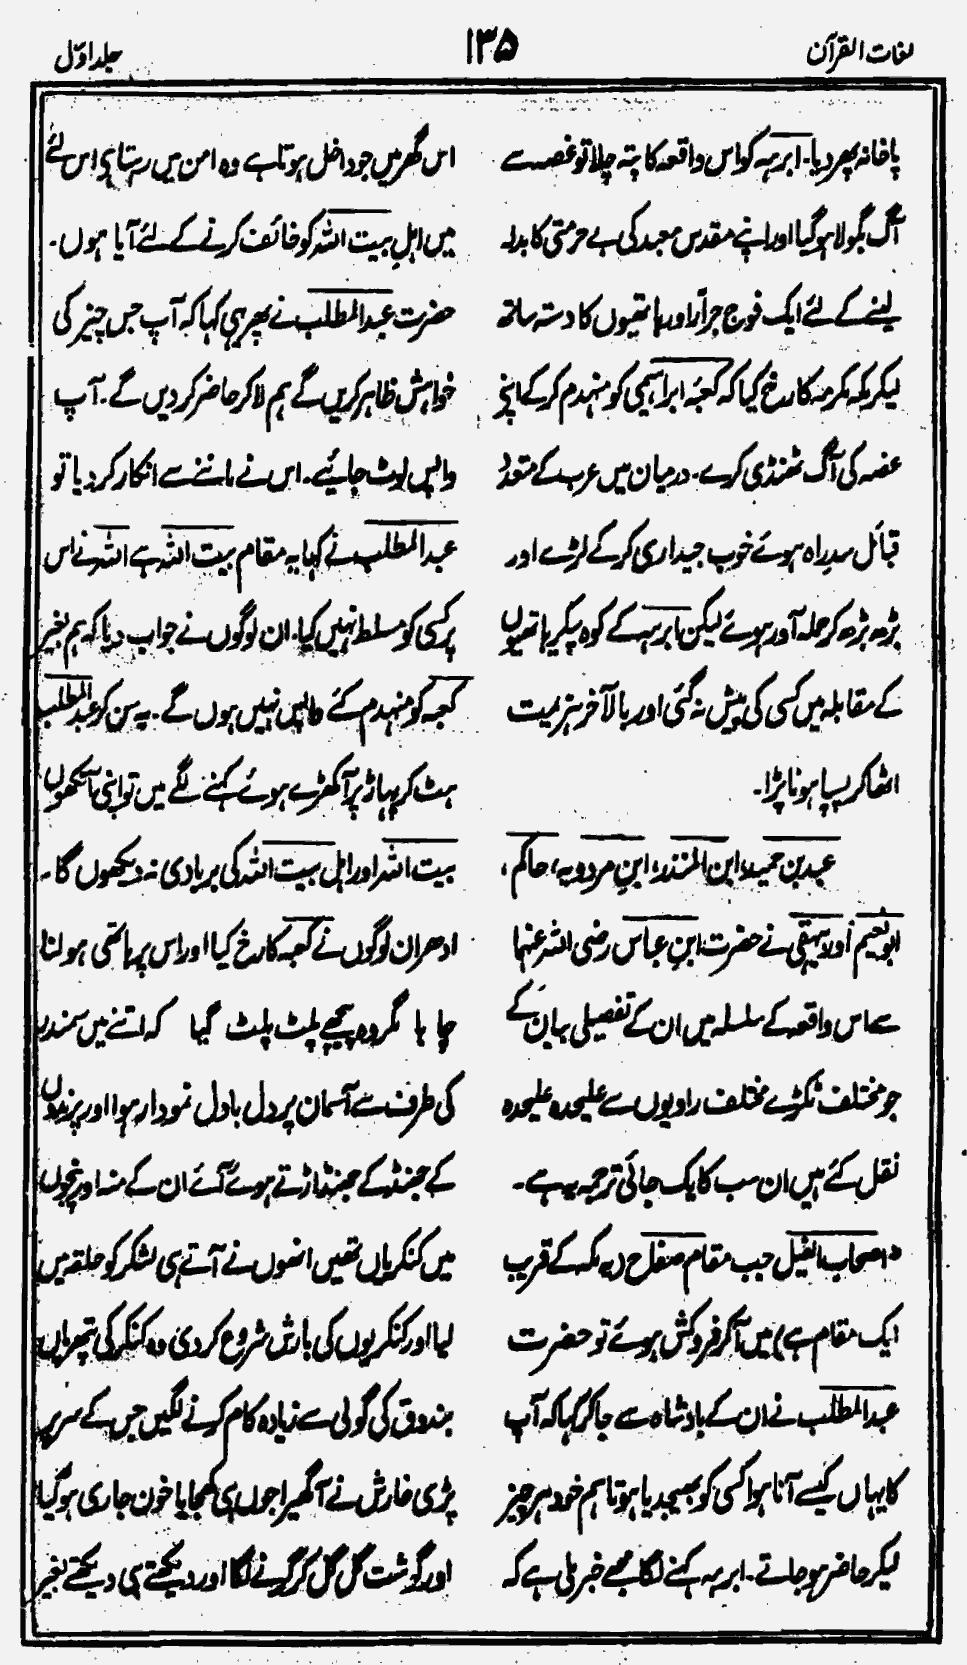 لغات القرآن
۱۳۵
جلد اوّل
پاخانہ پھر دیا۔ ابرہہ کو اس واقعہ کا پتہ چلا تو غصہ سے
آگ بگولا ہو گیا اور اپنے مقدس معبد کی بے حرمتی کا بدلہ
لینے کے لئے ایک فوج جرّار اور ہاتھیوں کا دستہ ساتھ
لیکر مکہ مکرمہ کا رخ کیا کہ کعبۂ ابراہیمی کو منہدم کر کے اپنے
غصہ کی آگ ٹھنڈی کرے۔ درمیان میں عرب کے متعدد
قبائل سدِراہ ہوئے خوب جیداری کر کے لڑے اور
بڑھ بڑھ کر حملہ آور ہوئے لیکن ابرہہ کے کوہ پیکر ہاتھیوں
کے مقابلہ میں کسی کی پیش نہ گئی اور بالآخر ہزیمت
اٹھا کر پسپا ہونا پڑا۔
عبد بن حمید، ابن المنذر، ابنِ مردویہ، حاکم،
ابو نعیم اور بیہقی نے حضرت ابنِ عباس رضی اللہ عنہما
سے اس واقعہ کے سلسلہ میں ان کے تفصیلی بیان کے
جو مختلف ٹکڑے مختلف راویوں سے علیحدہ علیحدہ
نقل کئے ہیں ان سب کا یک جائی ترجمہ یہ ہے۔
"اصحاب الفیل جب مقام صفلح (یہ مکہ کے قریب
ایک مقام ہے) میں آ کر فروکش ہوئے تو حضرت
عبدالمطلب نے ان کے بادشاہ سے جا کر کہا کہ آپ
کا یہاں کیسے آنا ہوا کسی کو بھیجدیا ہوتا ہم خود ہر چیز
لیکر حاضر ہو جاتے۔ ابرہہ کہنے لگا مجھے خبر ملی ہے کہ
اس گھر میں جو داخل ہوتا ہے وہ امن میں رہتا ہے اس لئے
میں اہلِ بیت اللہ کو خائف کرنے کے لئے آیا ہوں۔
حضرت عبدالمطلب نے پھر یہی کہا کہ آپ جس چیز کی
خواہش ظاہر کریں گے ہم لا کر حاضر کر دیں گے۔ آپ
واپس لوٹ جائیے۔ اس نے ماننے سے انکار کر دیا تو
عبدالمطلب نے کہا یہ مقام بیت اللہ ہے اللہ نے اس
پر کسی کو مسلط نہیں کیا۔ ان لوگوں نے جواب دیا کہ ہم بغیر
کعبہ کو منہدم کئے واپس نہیں ہوں گے۔ یہ سن کر عبدالمطلب
ہٹ کر پہاڑ پر آ کھڑے ہوئے کہنے لگے میں تو اپنی آنکھوں
بیت اللہ اور اہلِ بیت اللہ کی بربادی نہ دیکھوں گا۔
ادھر ان لوگوں نے کعبہ کا رخ کیا اور اس پر ہاتھی ہولنا
چاہا مگر وہ پیچھے پلٹ پلٹ گیا کہ اتنے میں سمندر
کی طرف سے آسمان پر دل بادل نمودار ہوا اور پرندوں
کے جھنڈ کے جھنڈ اڑتے ہوئے آئے ان کے منہ اور پنجوں
میں کنکریاں تھیں انھوں نے آتے ہی لشکر کو حلقہ میں
لیا اور کنکریوں کی بارش شروع کر دی وہ کنکر کی پتھریاں
بندوق کی گولی سے زیادہ کام کرنے لگیں جس کے سر پر
پڑی خارش نے آ گھیرا جوں ہی کھجایا خون جاری ہو گیا
اور گوشت گل گل کر گرنے لگا اور دیکھتے ہی دیکھتے بغیر